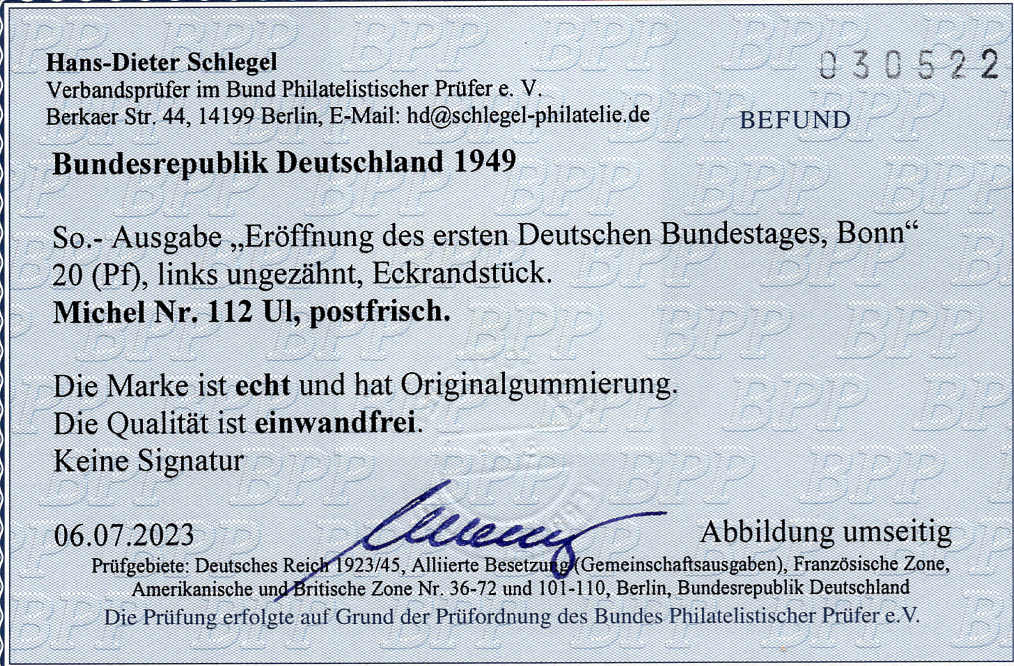 Hans-Dieter Schlegel
030522
Verbandsprüfer im Bund Philatelistischer Prüfer e. V.
Berkaer Str. 44, 14199 Berlin, E-Mail: hd@schlegel-philatelie.de
BEFUND
Bundesrepublik Deutschland 1949
So.- Ausgabe „Eröffnung des ersten Deutschen Bundestages, Bonn“
20 (Pf), links ungezähnt, Eckrandstück.
Michel Nr. 112 Ul, postfrisch.
Die Marke ist echt und hat Originalgummierung.
Die Qualität ist einwandfrei.
Keine Signatur
06.07.2023
Abbildung umseitig
Prüfgebiete: Deutsches Reich 1923/45, Alliierte Besetzung (Gemeinschaftsausgaben), Französische Zone,
Amerikanische und Britische Zone Nr. 36-72 und 101-110, Berlin, Bundesrepublik Deutschland
Die Prüfung erfolgte auf Grund der Prüfordnung des Bundes Philatelistischer Prüfer e.V.